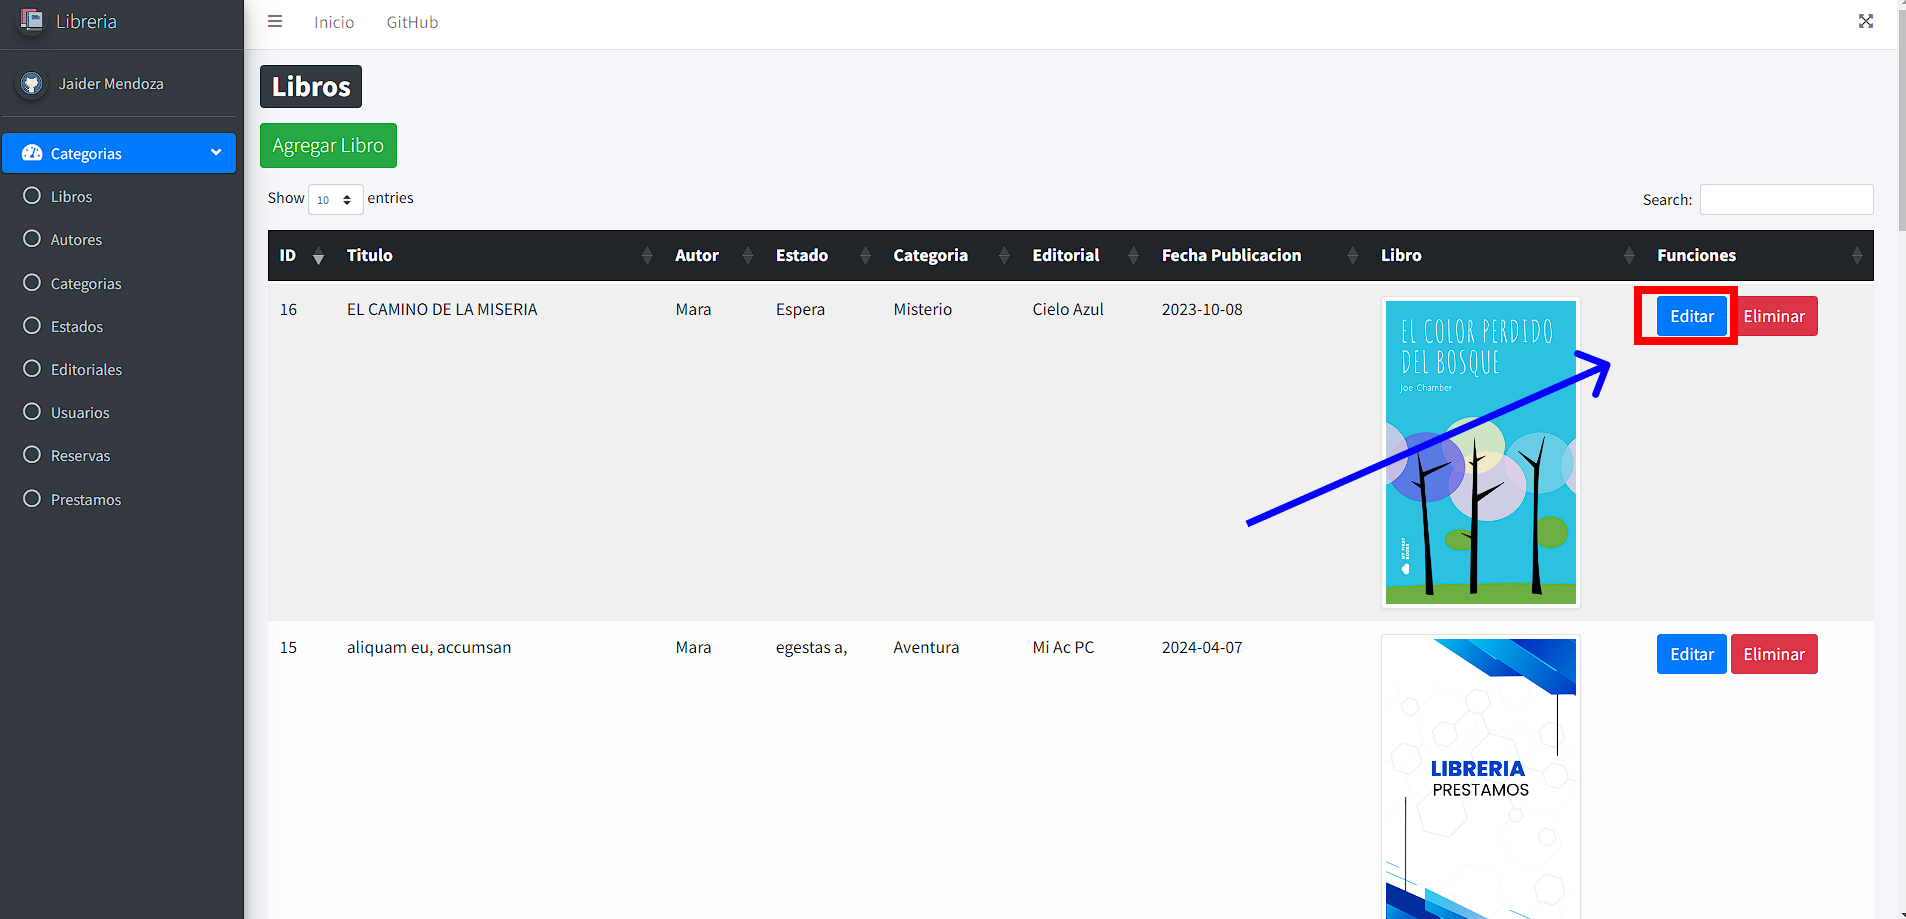 Libreria
Inicio
GitHub
Jaider Mendoza
Categorias
Libros
Autores
Categorias
Estados
Editoriales
Usuarios
Reservas
Prestamos
Libros
Agregar Libro
Show 10 entries
Search:
ID Titulo Autor Estado Categoria Editorial Fecha Publicacion Libro Funciones
16 EL CAMINO DE LA MISERIA Mara Espera Misterio Cielo Azul 2023-10-08 Editar Eliminar
EL COLOR PERDIDO
DEL BOSQUE
Joe Chamber
MY FIRST
BOOKS
15 aliquam eu, accumsan Mara egestas a, Aventura Mi Ac PC 2024-04-07 Editar Eliminar
LIBRERIA
PRESTAMOS